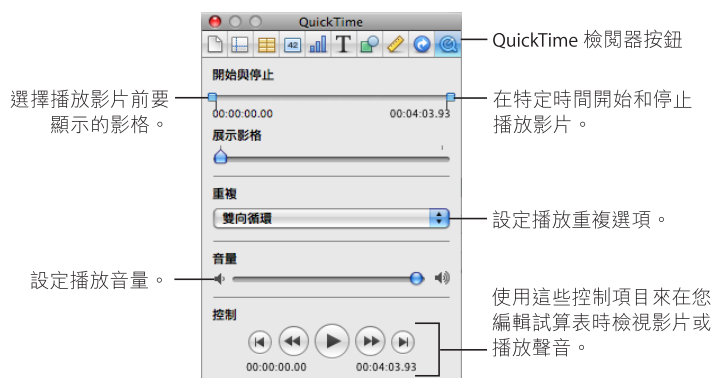 QuickTime
42
T
QuickTime 檢閱器按鈕
開始與停止
選擇播放影片前要
顯示的影格。
00:00:00.00
00:04:03.93
在特定時間開始和停止
播放影片。
展示影格
重複
雙向循環
設定播放重複選項。
音量
設定播放音量。
控制
使用這些控制項目來在您
編輯試算表時檢視影片或
播放聲音。
00:00:00.00
00:04:03.93